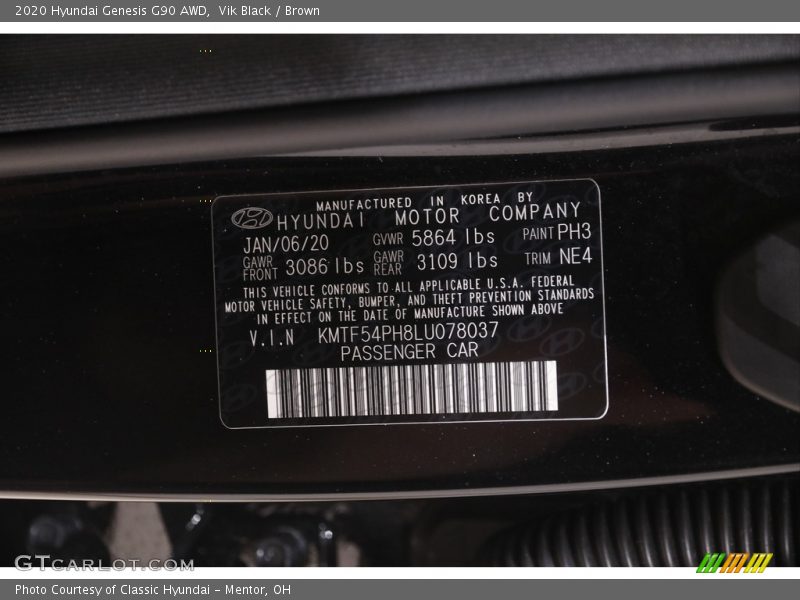 2020 Hyundai Genesis G90 AWD, Vik Black / Brown
MANUFACTURED IN KOREA BY
HYUNDAI MOTOR COMPANY
JAN/06/20 GVWR 5864 lbs PAINT PH3
GAWR FRONT 3086 lbs GAWR REAR 3109 lbs TRIM NE4
THIS VEHICLE CONFORMS TO ALL APPLICABLE U.S.A. FEDERAL
MOTOR VEHICLE SAFETY, BUMPER, AND THEFT PREVENTION STANDARDS
IN EFFECT ON THE DATE OF MANUFACTURE SHOWN ABOVE
V.I.N KMTF54PH8LU078037
PASSENGER CAR
GTCARLOT.COM
Photo Courtesy of Classic Hyundai - Mentor, OH